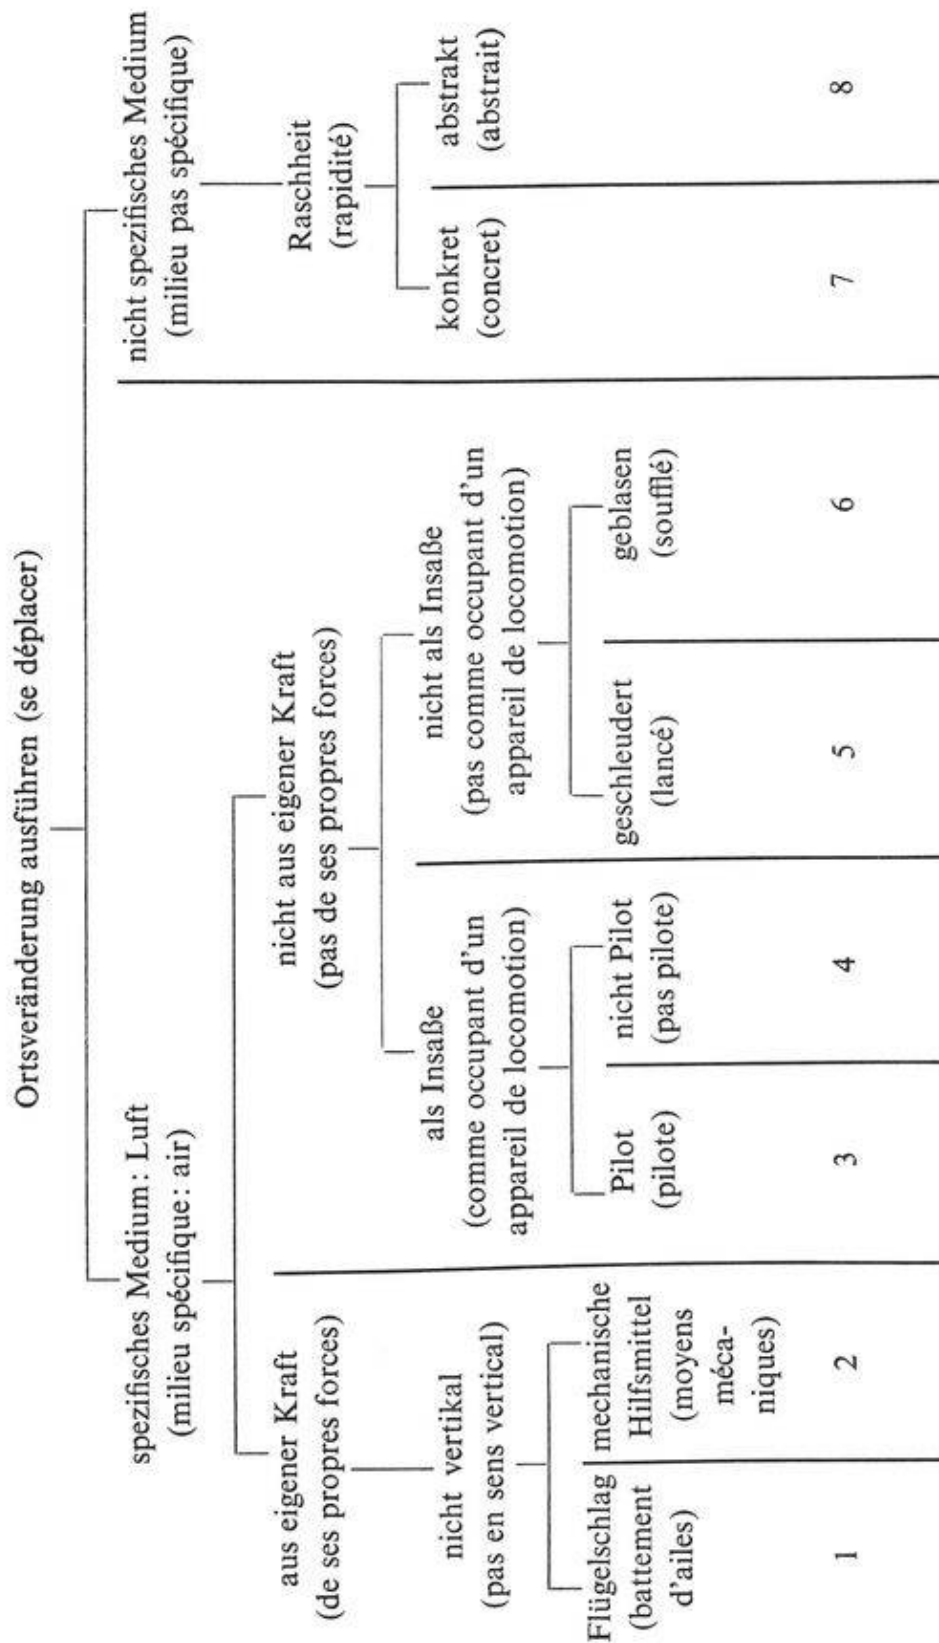 Ortsveränderung ausführen (se déplacer)
spezifisches Medium: Luft
(milieu spécifique: air)
nicht spezifisches Medium
(milieu pas spécifique)
aus eigener Kraft
(de ses propres forces)
nicht aus eigener Kraft
(pas de ses propres forces)
Raschheit
(rapidité)
nicht vertikal
(pas en sens vertical)
als Insaße
(comme occupant d'un
appareil de locomotion)
nicht als Insaße
(pas comme occupant d'un
appareil de locomotion)
konkret
(concret)
abstrakt
(abstrait)
Flügelschlag
(battement
d'ailes)
mechanische
Hilfsmittel
(moyens
méca-
niques)
Pilot
(pilote)
nicht Pilot
(pas pilote)
geschleudert
(lancé)
geblasen
(soufflé)
1 2 3 4 5 6 7 8